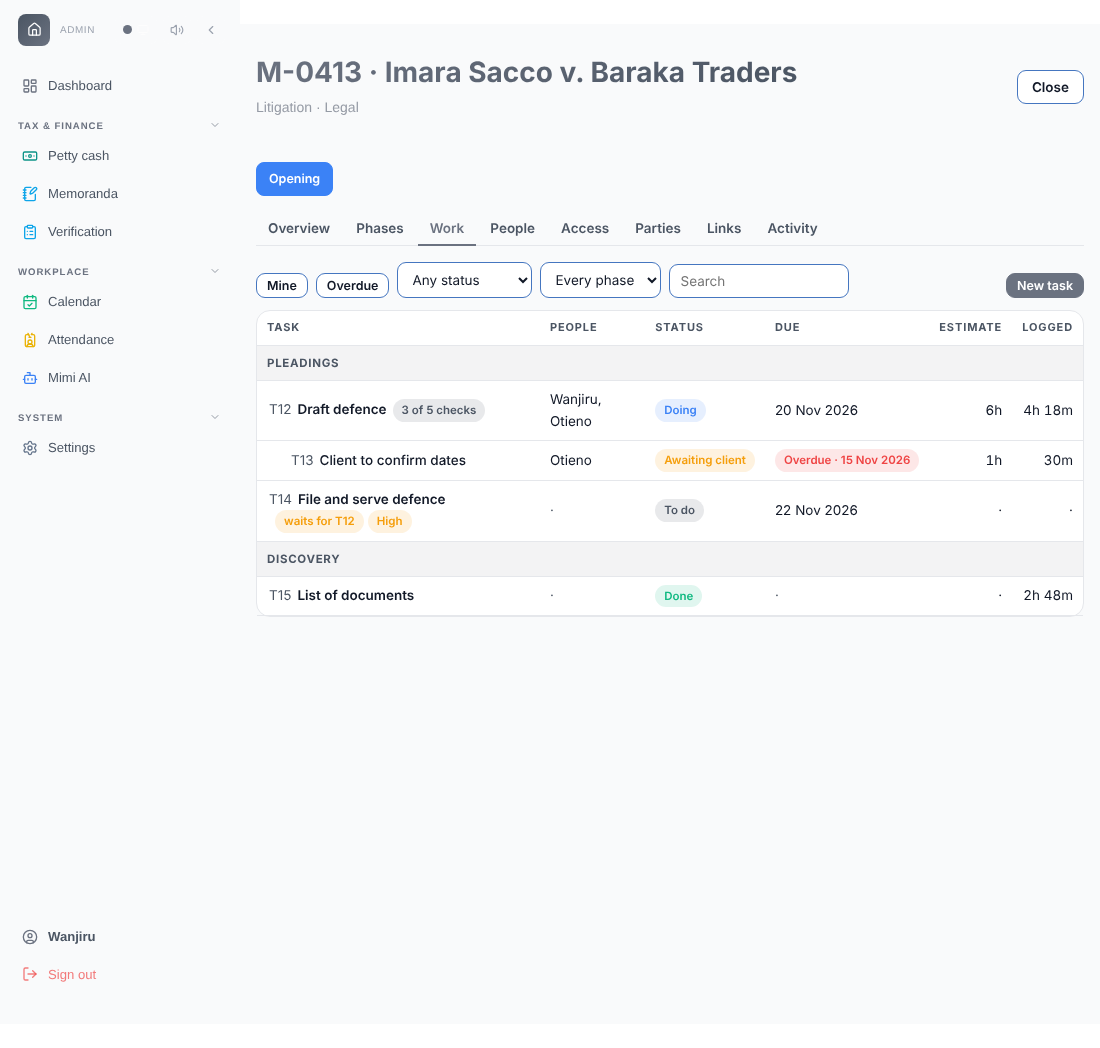 ADMIN
Dashboard
TAX & FINANCE
Petty cash
Memoranda
Verification
WORKPLACE
Calendar
Attendance
Mimi AI
SYSTEM
Settings
Wanjiru
Sign out
M-0413 · Imara Sacco v. Baraka Traders
Litigation · Legal
Close
Opening
Overview Phases Work People Access Parties Links Activity
Mine Overdue Any status Every phase Search New task
TASK PEOPLE STATUS DUE ESTIMATE LOGGED
PLEADINGS
T12 Draft defence 3 of 5 checks Wanjiru, Doing 20 Nov 2026 6h 4h 18m
Otieno
T13 Client to confirm dates Otieno Awaiting client Overdue · 15 Nov 2026 1h 30m
T14 File and serve defence · To do 22 Nov 2026 · ·
waits for T12 High
DISCOVERY
T15 List of documents · Done · · 2h 48m